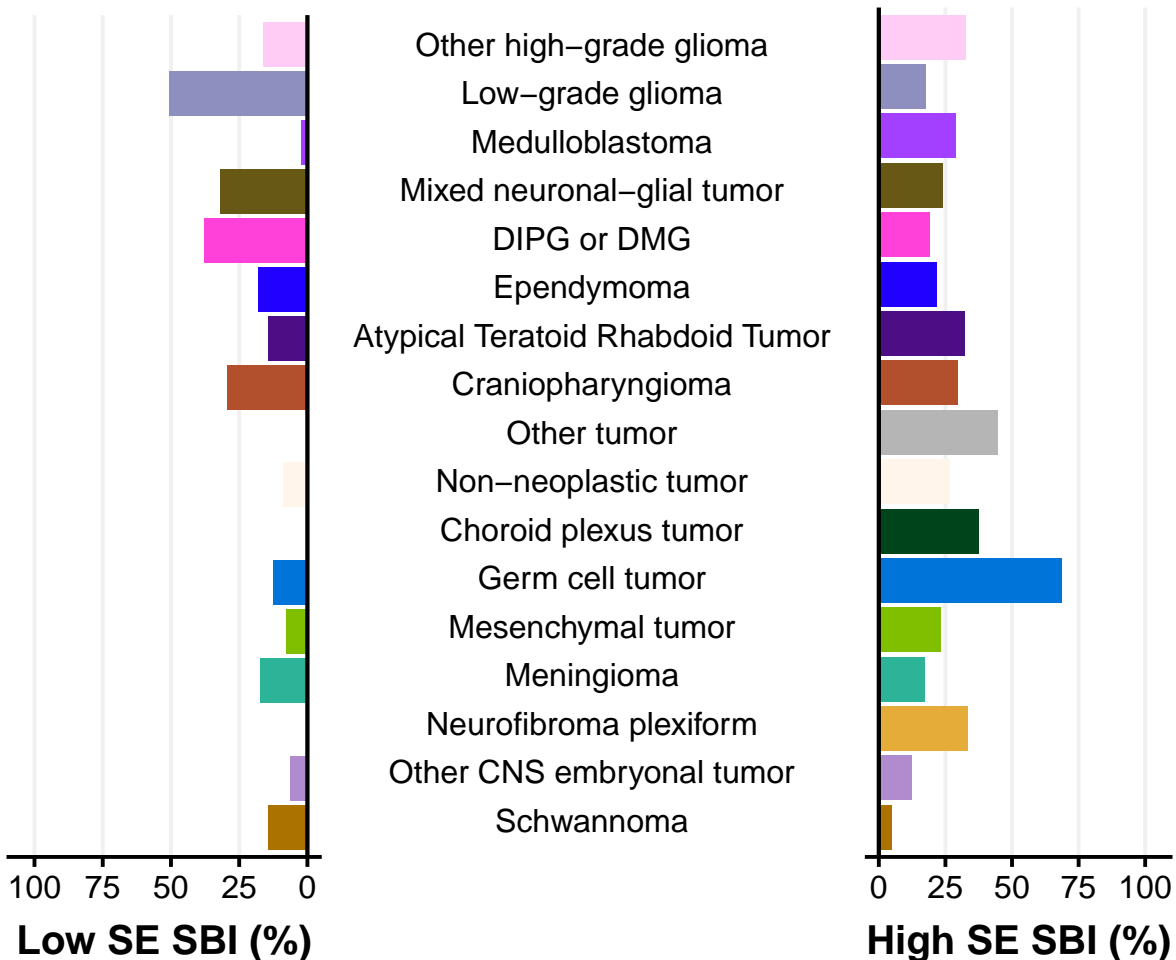 Other high−grade glioma
Low−grade glioma
Medulloblastoma
Mixed neuronal−glial tumor
DIPG or DMG
Ependymoma
Atypical Teratoid Rhabdoid Tumor
Craniopharyngioma
Other tumor
Non−neoplastic tumor
Choroid plexus tumor
Germ cell tumor
Mesenchymal tumor
Meningioma
Neurofibroma plexiform
Other CNS embryonal tumor
Schwannoma
100 75 50 25 0
0 25 50 75 100
Low SE SBI (%)
High SE SBI (%)